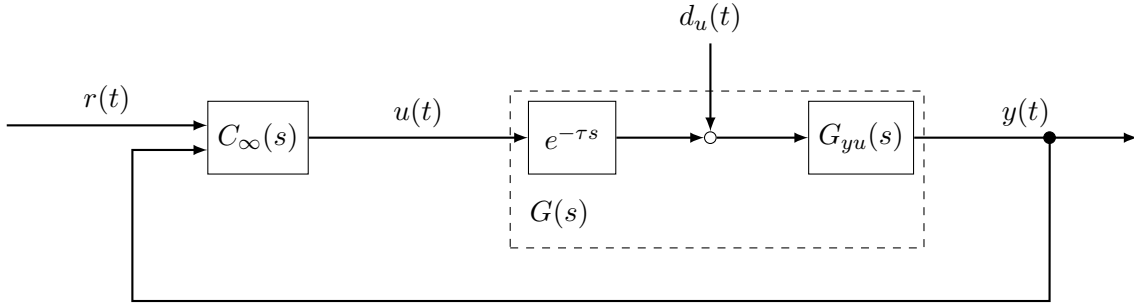 d_u(t)
r(t)
u(t)
y(t)
C_∞(s)
e^{-τs}
G_{yu}(s)
G(s)